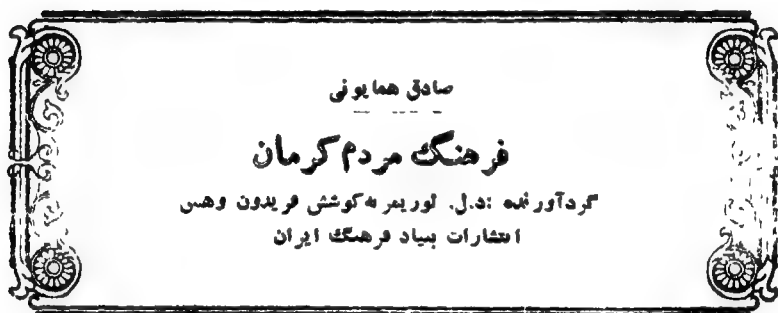 صادق همایونی
فرهنگ مردم کرمان
گردآورنده :د.ل. لوریمر به کوشش فریدون وهمن
انتشارات بنیاد فرهنگ ایران